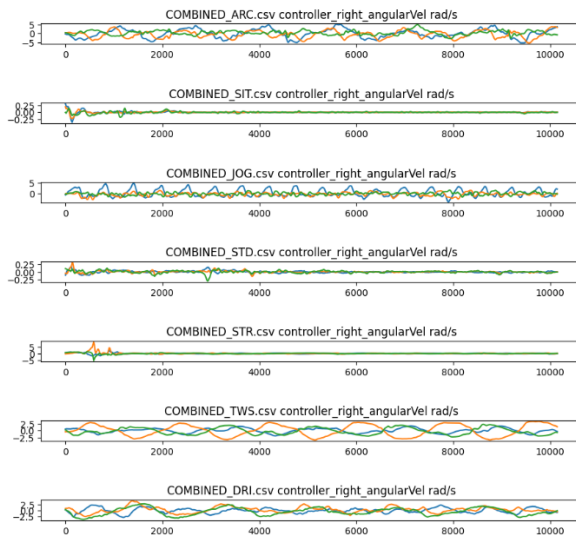 COMBINED_ARC.csv controller_right_angularVel rad/s
5
0
−5
0 2000 4000 6000 8000 10000
COMBINED_SIT.csv controller_right_angularVel rad/s
0.25
0.00
−0.25
0 2000 4000 6000 8000 10000
COMBINED_JOG.csv controller_right_angularVel rad/s
5
0
0 2000 4000 6000 8000 10000
COMBINED_STD.csv controller_right_angularVel rad/s
0.25
0.00
−0.25
0 2000 4000 6000 8000 10000
COMBINED_STR.csv controller_right_angularVel rad/s
5
0
0 2000 4000 6000 8000 10000
COMBINED_TWS.csv controller_right_angularVel rad/s
2.5
0.0
−2.5
0 2000 4000 6000 8000 10000
COMBINED_DRI.csv controller_right_angularVel rad/s
2.5
0.0
−2.5
0 2000 4000 6000 8000 10000